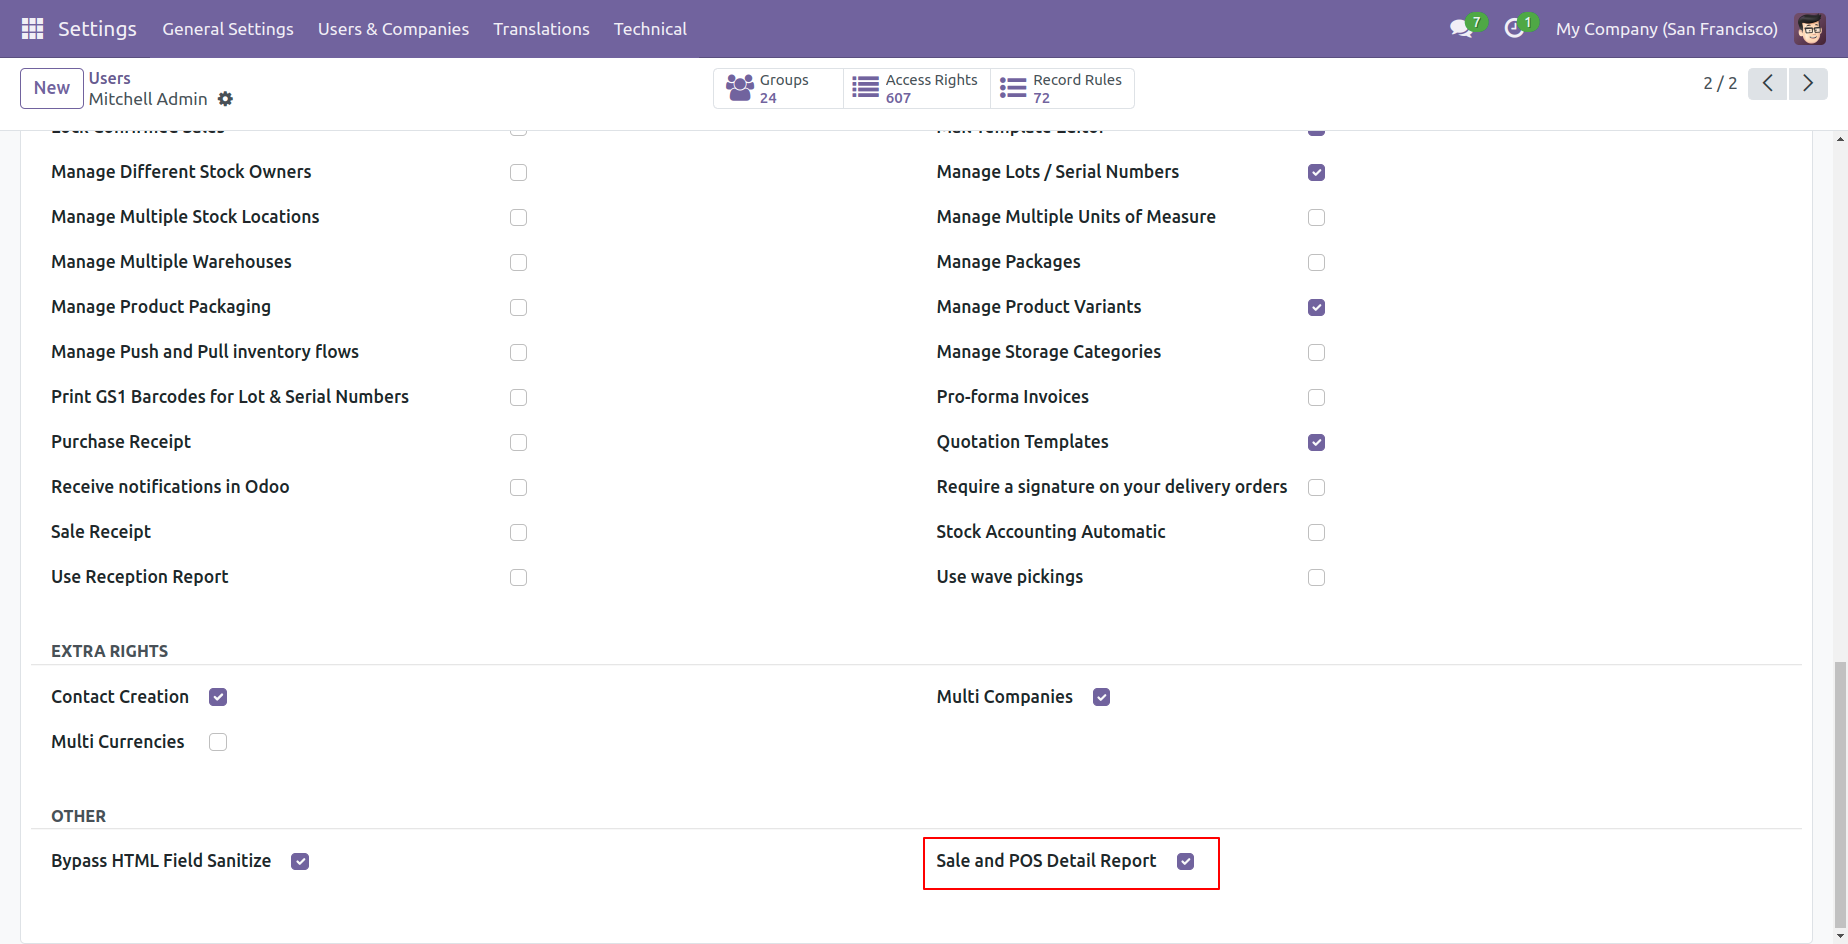 Settings General Settings Users & Companies Translations Technical 7 1 My Company (San Francisco)
New Users Groups Access Rights Record Rules 2 / 2
Mitchell Admin 24 607 72
Lock Confirmed Sales Mail Template Editor
Manage Different Stock Owners Manage Lots / Serial Numbers
Manage Multiple Stock Locations Manage Multiple Units of Measure
Manage Multiple Warehouses Manage Packages
Manage Product Packaging Manage Product Variants
Manage Push and Pull inventory flows Manage Storage Categories
Print GS1 Barcodes for Lot & Serial Numbers Pro-forma Invoices
Purchase Receipt Quotation Templates
Receive notifications in Odoo Require a signature on your delivery orders
Sale Receipt Stock Accounting Automatic
Use Reception Report Use wave pickings
EXTRA RIGHTS
Contact Creation Multi Companies
Multi Currencies
OTHER
Bypass HTML Field Sanitize Sale and POS Detail Report